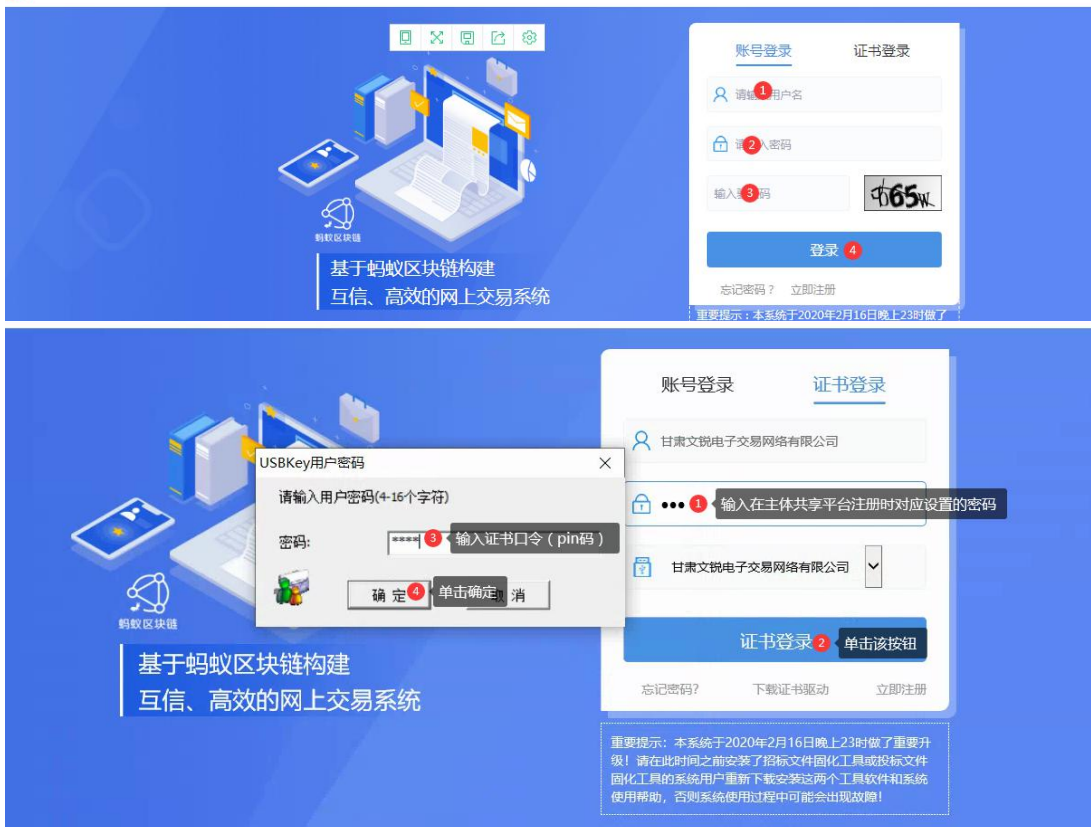 账号登录
证书登录
1
2
3
65w
登录 4
忘记密码？ 立即注册
蚂蚁区块链
基于蚂蚁区块链构建
互信、高效的网上交易系统
重要提示：本系统于2020年2月16日晚上23时做了
账号登录
证书登录
甘肃文锐电子交易网络有限公司
USBKey用户密码
请输入用户密码(4-16个字符)
●●● 1 输入在主体共享平台注册时对应设置的密码
密码: **** 3 输入证书口令（pin码）
甘肃文锐电子交易网络有限公司
确 定 4 单击确定 消
证书登录 2 单击该按钮
蚂蚁区块链
基于蚂蚁区块链构建
互信、高效的网上交易系统
忘记密码? 下载证书驱动 立即注册
重要提示：本系统于2020年2月16日晚上23时做了重要升
级！请在此时间之前安装了招标文件固化工具或投标文件
固化工具的系统用户重新下载安装这两个工具软件和系统
使用帮助，否则系统使用过程中可能会出现故障！